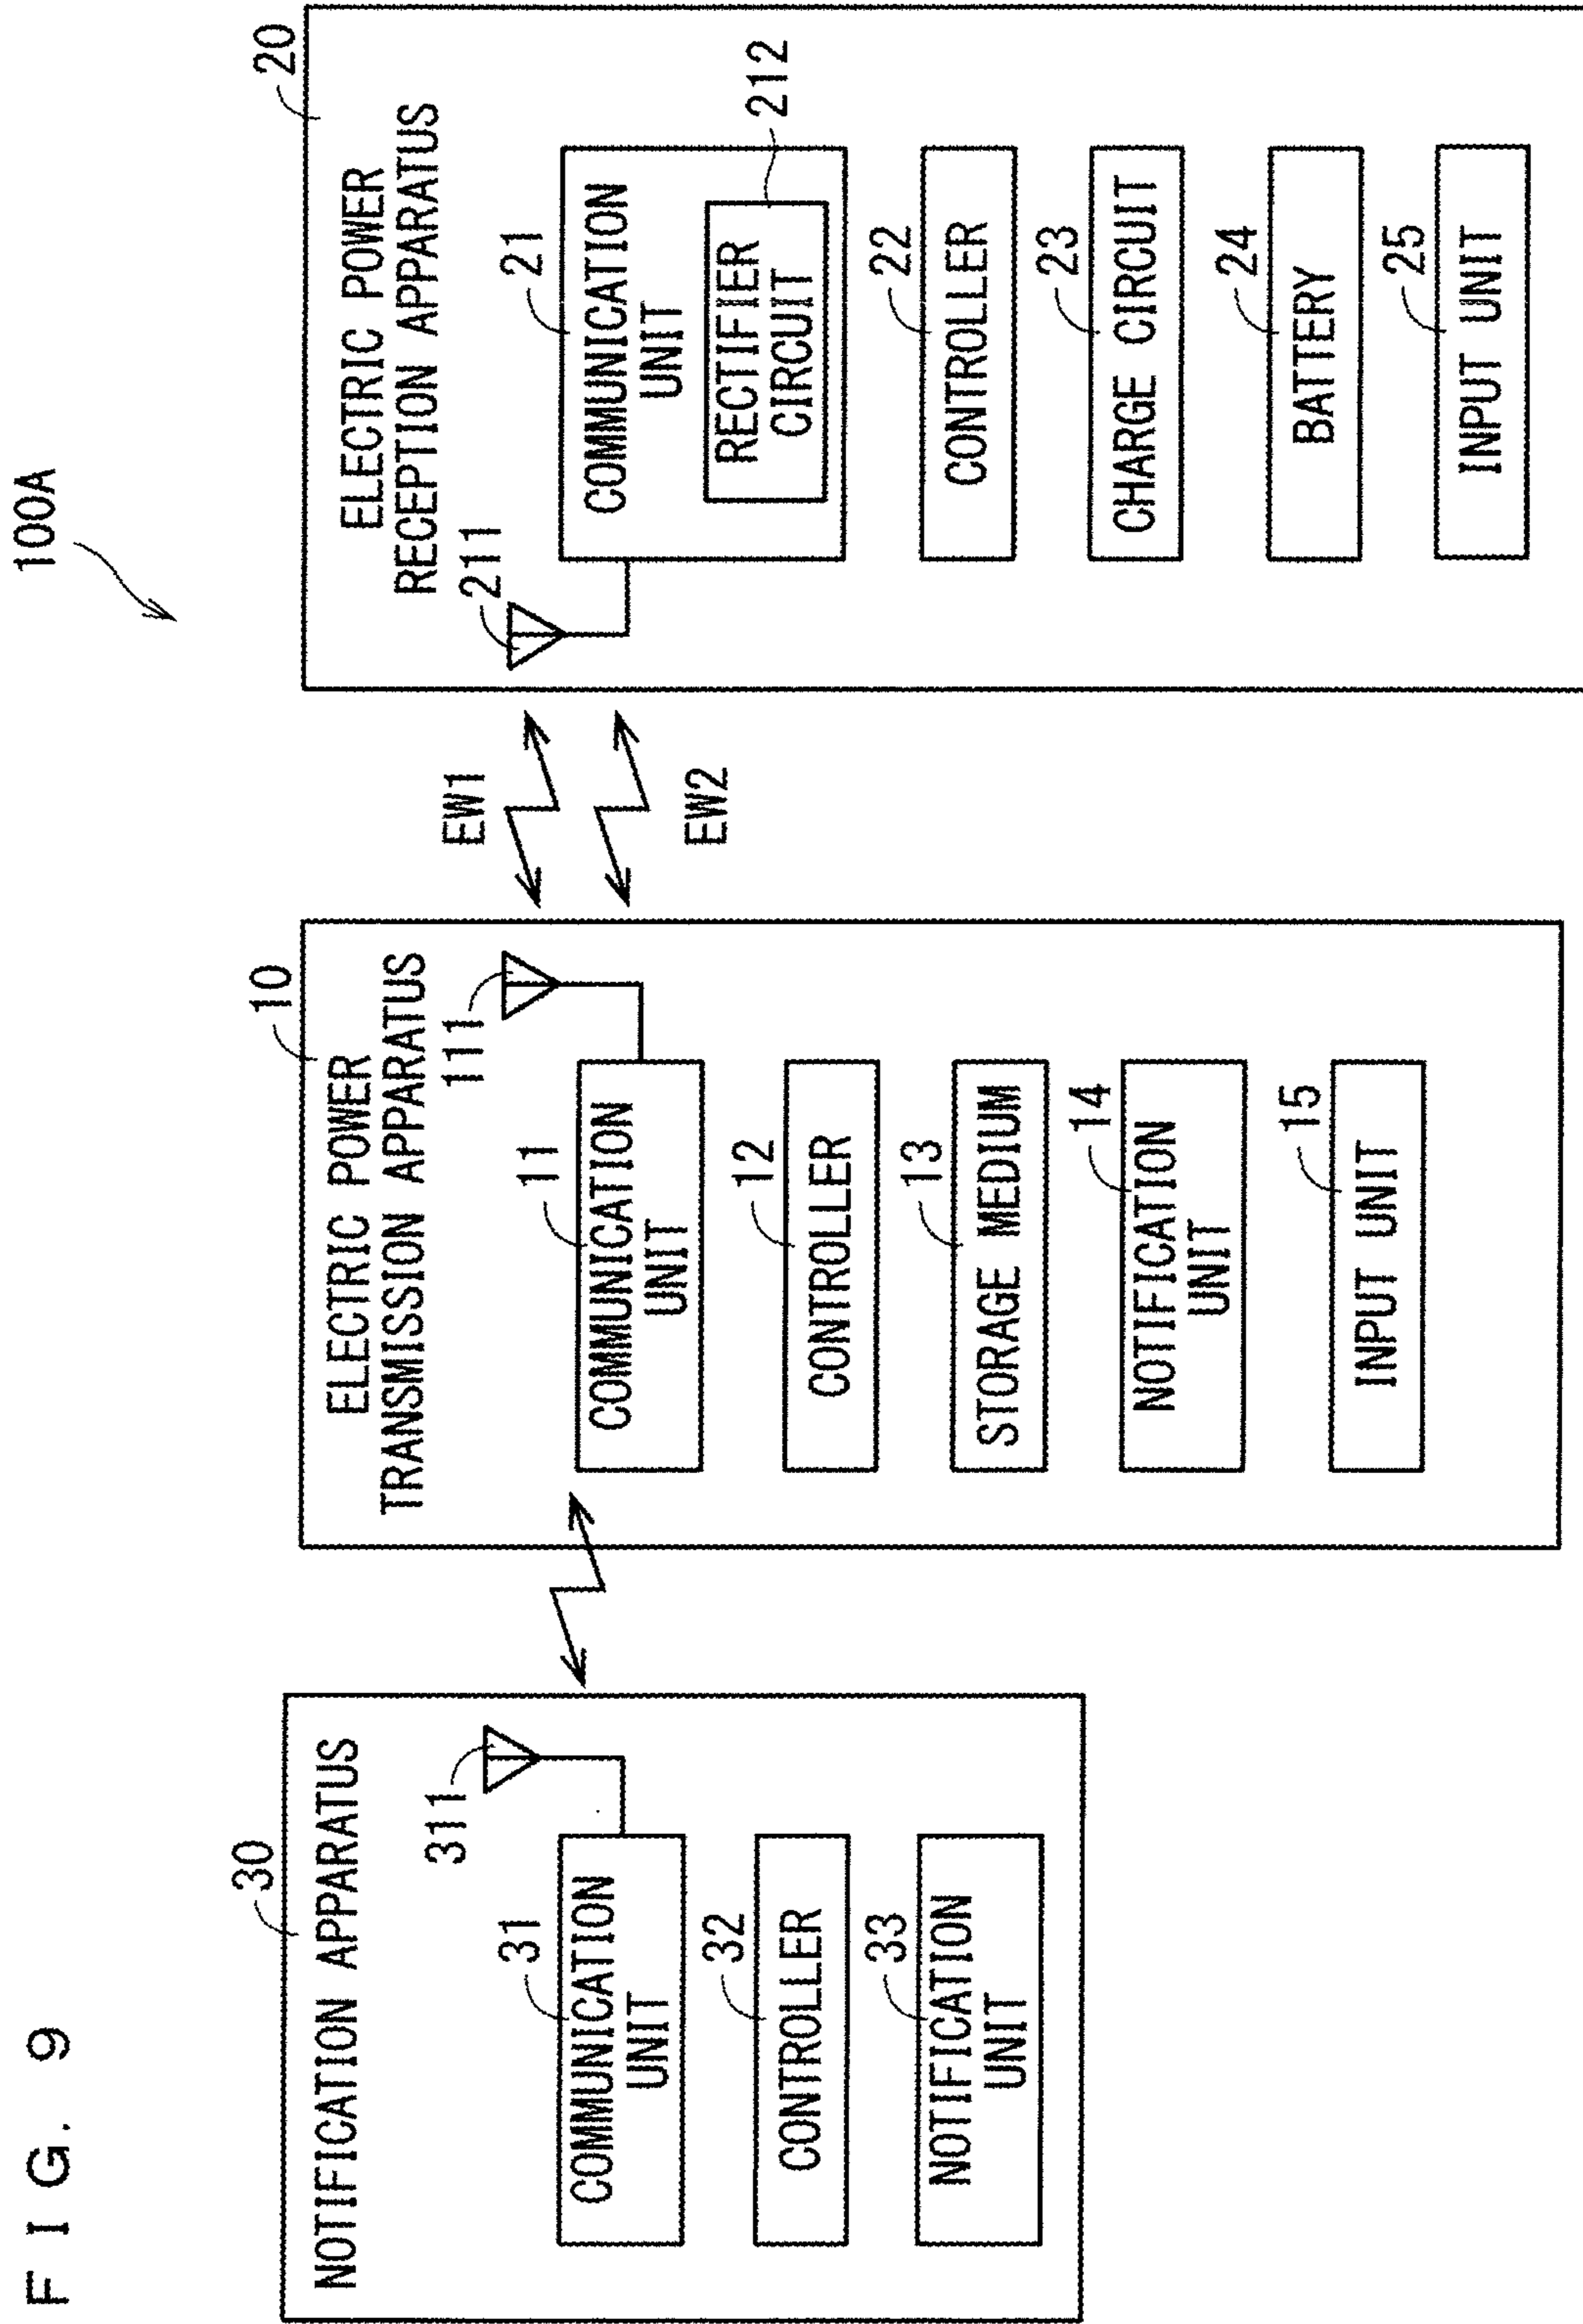 FIG. 9
100A
30
NOTIFICATION APPARATUS
311
31
COMMUNICATION
UNIT
32
CONTROLLER
33
NOTIFICATION
UNIT
10
ELECTRIC POWER
TRANSMISSION APPARATUS
111
11
COMMUNICATION
UNIT
12
CONTROLLER
13
STORAGE MEDIUM
14
NOTIFICATION
UNIT
15
INPUT UNIT
EW1
EW2
20
ELECTRIC POWER
RECEPTION APPARATUS
211
21
COMMUNICATION
UNIT
RECTIFIER
CIRCUIT
212
22
CONTROLLER
23
CHARGE CIRCUIT
24
BATTERY
25
INPUT UNIT